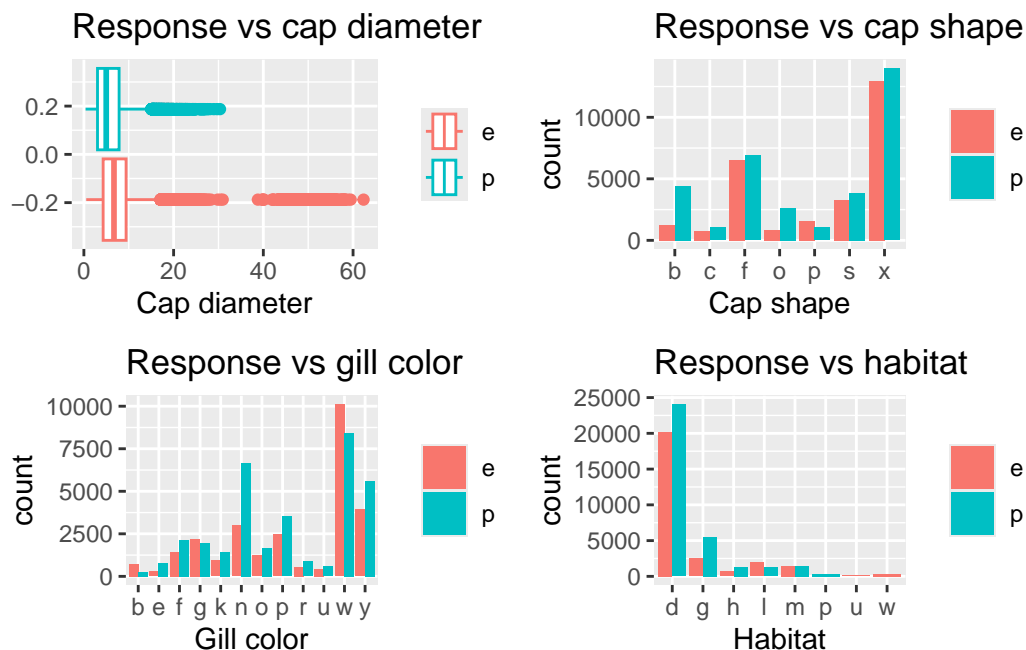 Response vs cap diameter
0.2
0.0
−0.2
0 20 40 60
Cap diameter
e
p
Response vs cap shape
10000
5000
0
count
b c f o p s x
Cap shape
e
p
Response vs gill color
10000
7500
5000
2500
0
count
b e f g k n o p r u w y
Gill color
e
p
Response vs habitat
25000
20000
15000
10000
5000
0
count
d g h l m p u w
Habitat
e
p